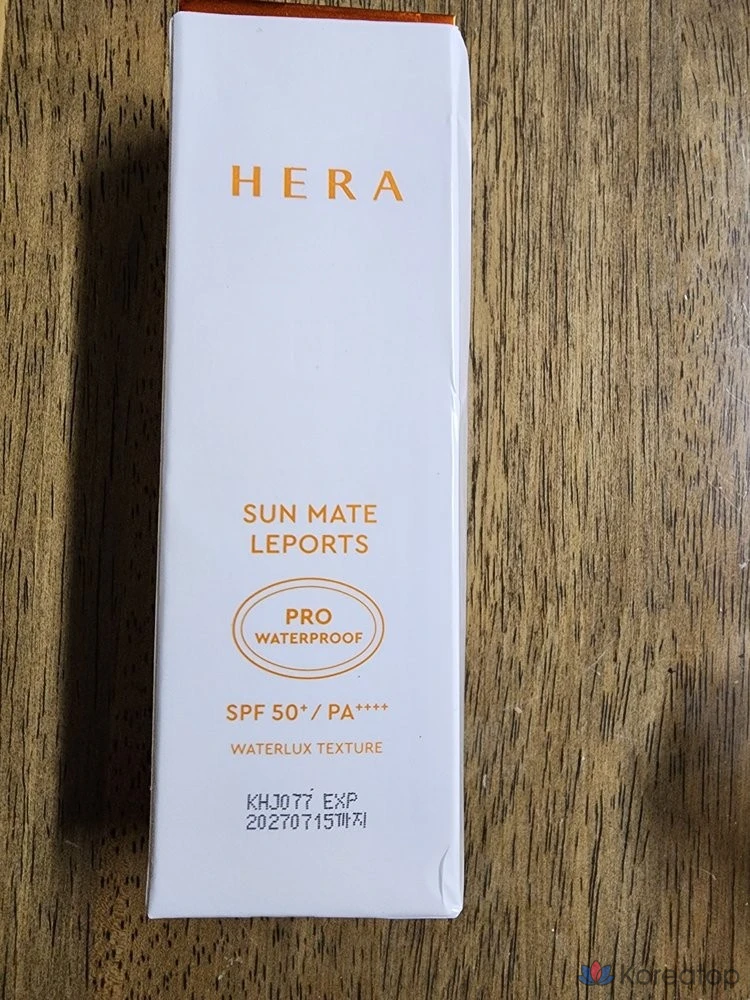 HERA
SUN MATE
LEPORTS
PRO
WATERPROOF
SPF 50+ / PA++++
WATERLUX TEXTURE
KHJ077 EXP
20270715까지
Koreatop